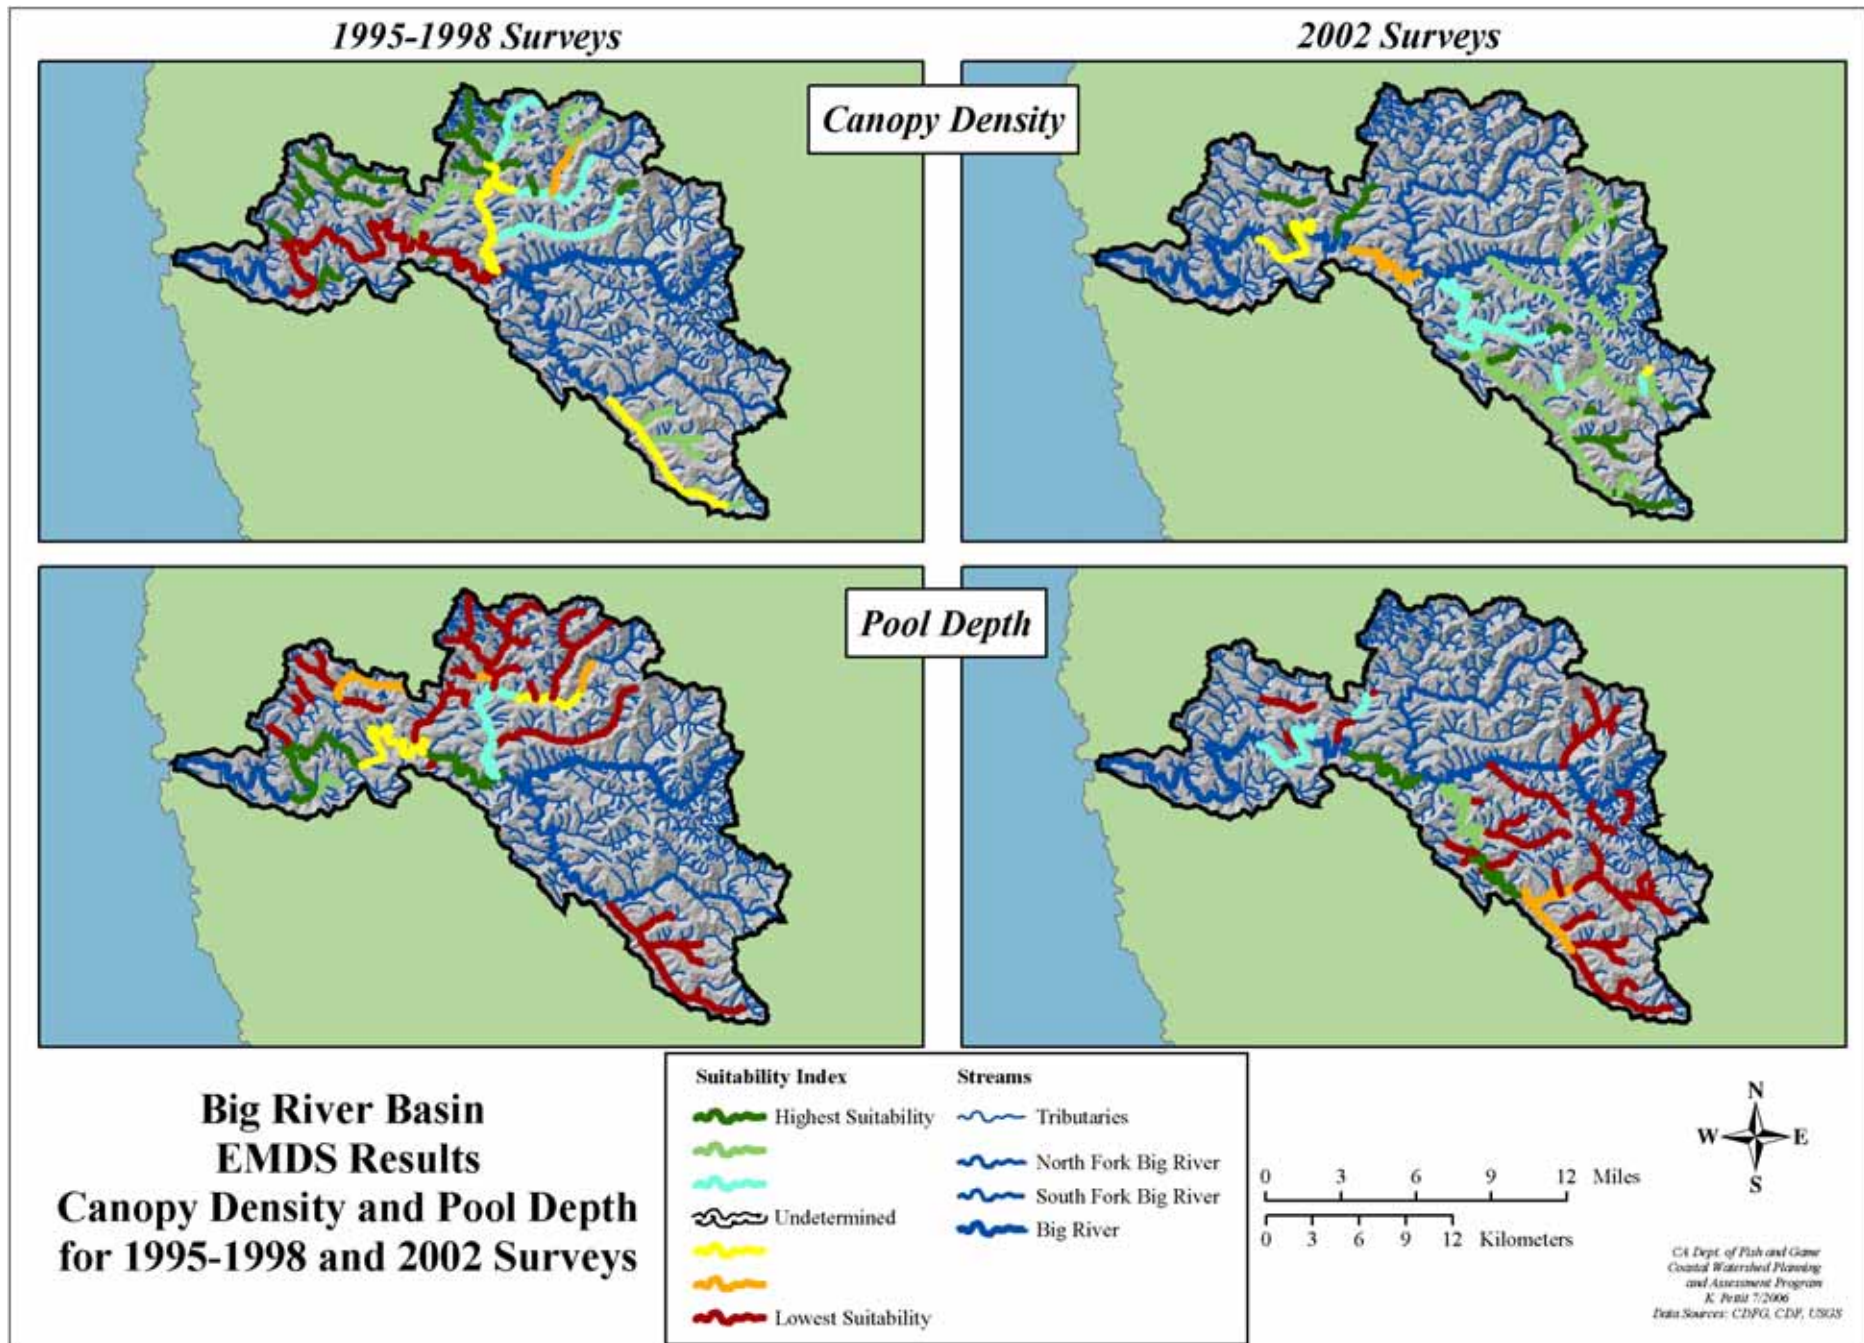 1995-1998 Surveys
2002 Surveys
Canopy Density
Pool Depth
Big River Basin
EMDS Results
Canopy Density and Pool Depth
for 1995-1998 and 2002 Surveys
Suitability Index
Highest Suitability
Undetermined
Lowest Suitability
Streams
Tributaries
North Fork Big River
South Fork Big River
Big River
0 3 6 9 12 Miles
0 3 6 9 12 Kilometers
N
W E
S
CA Dept. of Fish and Game
Coastal Watershed Planning
and Assessment Program
K. Pettit 7/2006
Data Sources: CDFG, CDF, USGS